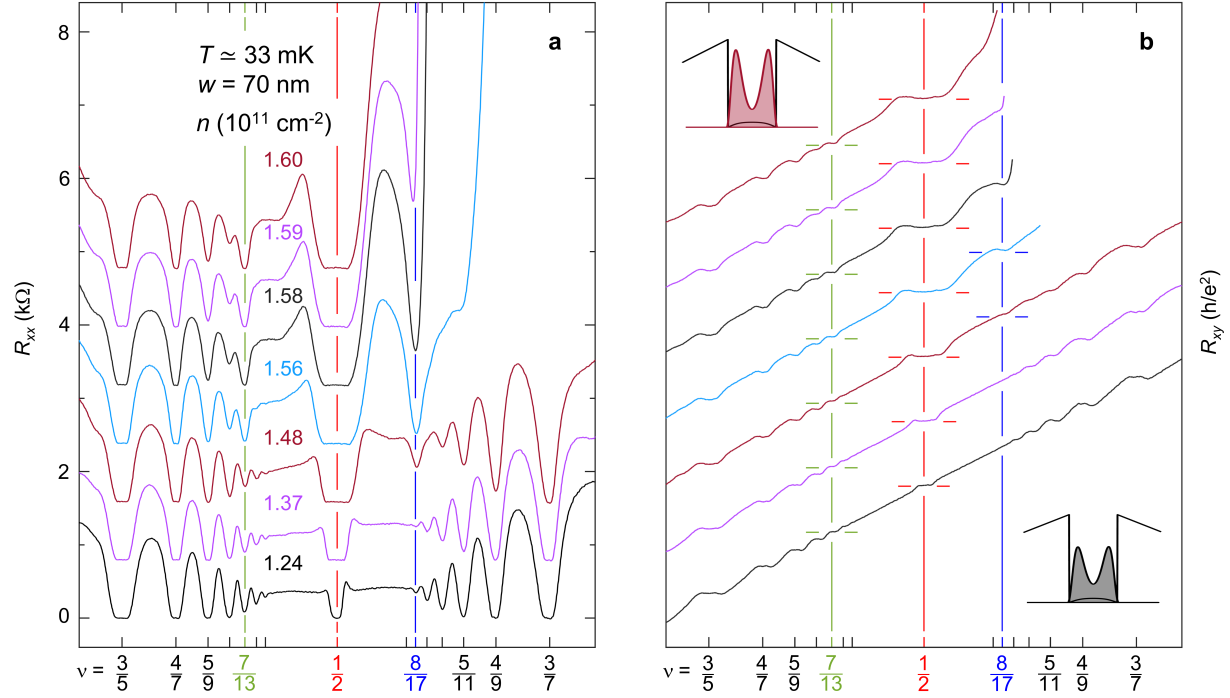 a
T ≃ 33 mK
w = 70 nm
n (10¹¹ cm⁻²)
1.60
1.59
1.58
1.56
1.48
1.37
1.24
8
6
4
2
0
Rxx (kΩ)
ν = 3/5 4/7 5/9 7/13 1/2 8/17 5/11 4/9 3/7
b
Rxy (h/e²)
3/5 4/7 5/9 7/13 1/2 8/17 5/11 4/9 3/7